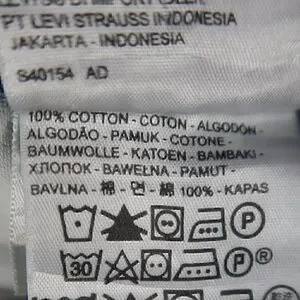 PT LEVI STRAUSS INDONESIA
JAKARTA - INDONESIA
S40154 AD
100% COTTON - COTON - ALGODÓN -
ALGODÃO - PAMUK - COTONE -
BAUMWOLLE - KATOEN - BAMBAKI -
ХЛОПОК - BAWEŁNA - PAMUT -
BAVLNA - 棉 - 면 - 綿 100% - KAPAS
P
30 P ®